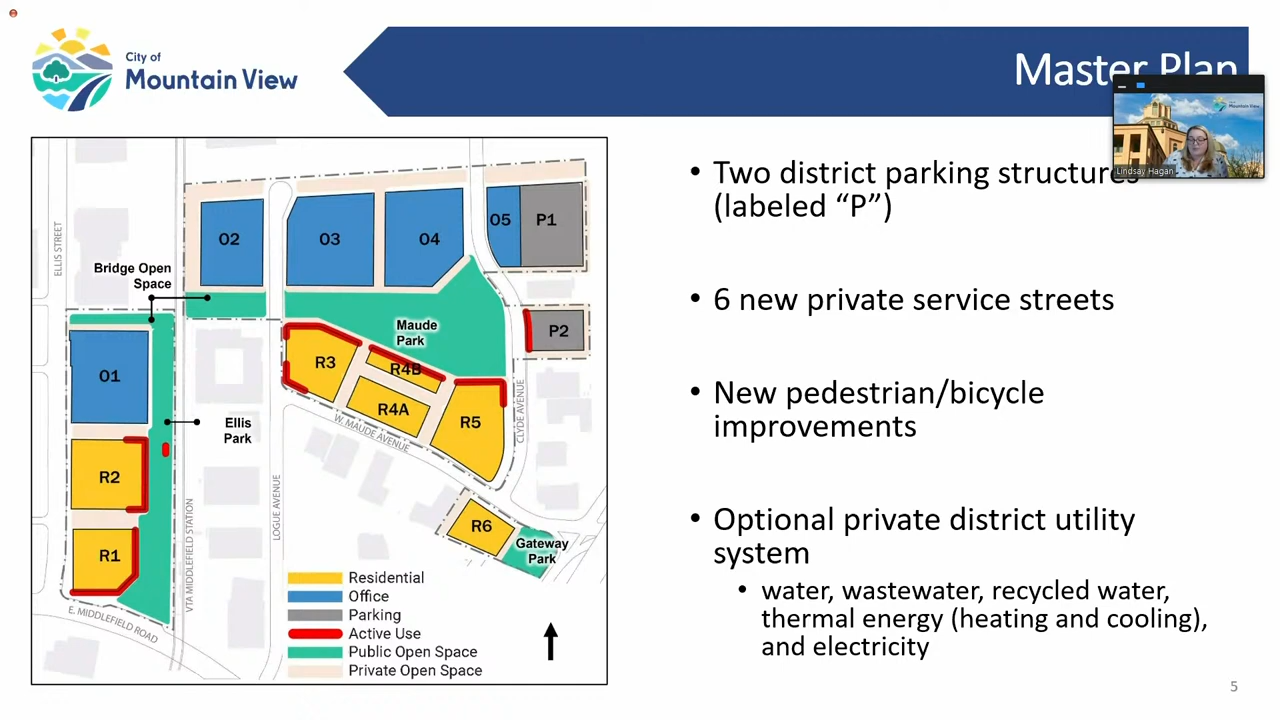 City of
Mountain View
Master Plan
Mountain View
Lindsay Hagan
ELLIS STREET
O2
O3
O4
O5
P1
Bridge Open
Space
Maude
Park
P2
R3
R4B
O1
R4A
R5
Ellis
Park
W. MAUDE AVENUE
CLYDE AVENUE
R2
LOGUE AVENUE
VTA MIDDLEFIELD STATION
R6
Gateway
Park
R1
E. MIDDLEFIELD ROAD
Residential
Office
Parking
Active Use
Public Open Space
Private Open Space
• Two district parking structures
(labeled “P”)
• 6 new private service streets
• New pedestrian/bicycle
improvements
• Optional private district utility
system
• water, wastewater, recycled water,
thermal energy (heating and cooling),
and electricity
5